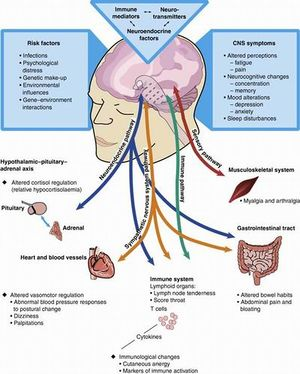 Immune
mediators
Neuro-
transmitters
Neuroendocrine
factors
Risk factors
• Infections
• Psychological
distress
• Genetic make-up
• Environmental
influences
• Gene–environment
interactions
CNS symptoms
• Altered perceptions
– fatigue
– pain
• Neurocognitive changes
– concentration
– memory
• Mood alterations
– depression
– anxiety
• Sleep disturbances
Neuroendocrine pathway
Sympathetic nervous system pathway
Immune pathway
Sensory pathway
Hypothalamic–pituitary–
adrenal axis
◆ Altered cortisol regulation
(relative hypocortisolaemia)
Pituitary
Adrenal
Musculoskeletal system
◆ Myalgia and arthralgia
Heart and blood vessels
◆ Altered vasomotor regulation
• Abnormal blood pressure responses
to postural change
• Dizziness
• Palpitations
Immune system
Lymphoid organs:
• Lymph node tenderness
• Sore throat
T cells
Cytokines
◆ Immunological changes
• Cutaneous anergy
• Markers of immune activation
Gastrointestinal tract
◆ Altered bowel habits
• Abdominal pain and
bloating